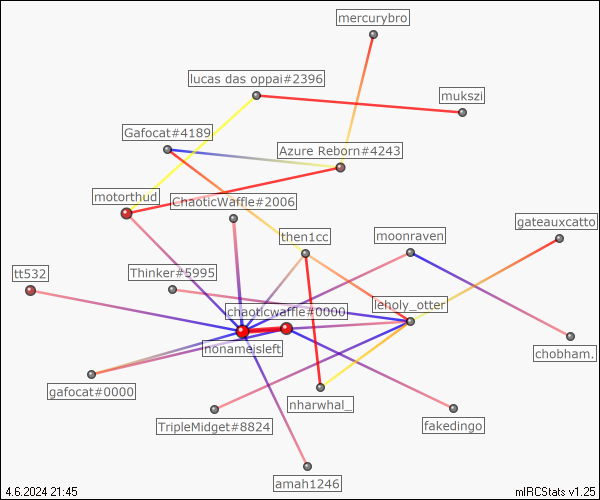 mercurybro
lucas das oppai#2396
mukszi
Gafocat#4189
Azure Reborn#4243
motorthud
ChaoticWaffle#2006
gateauxcatto
then1cc
moonraven
tt532
Thinker#5995
leholy_otter
chaoticwaffle#0000
nonameisleft
chobham.
gafocat#0000
nharwhal_
TripleMidget#8824
fakedingo
amah1246
4.6.2024 21:45
mIRCStats v1.25